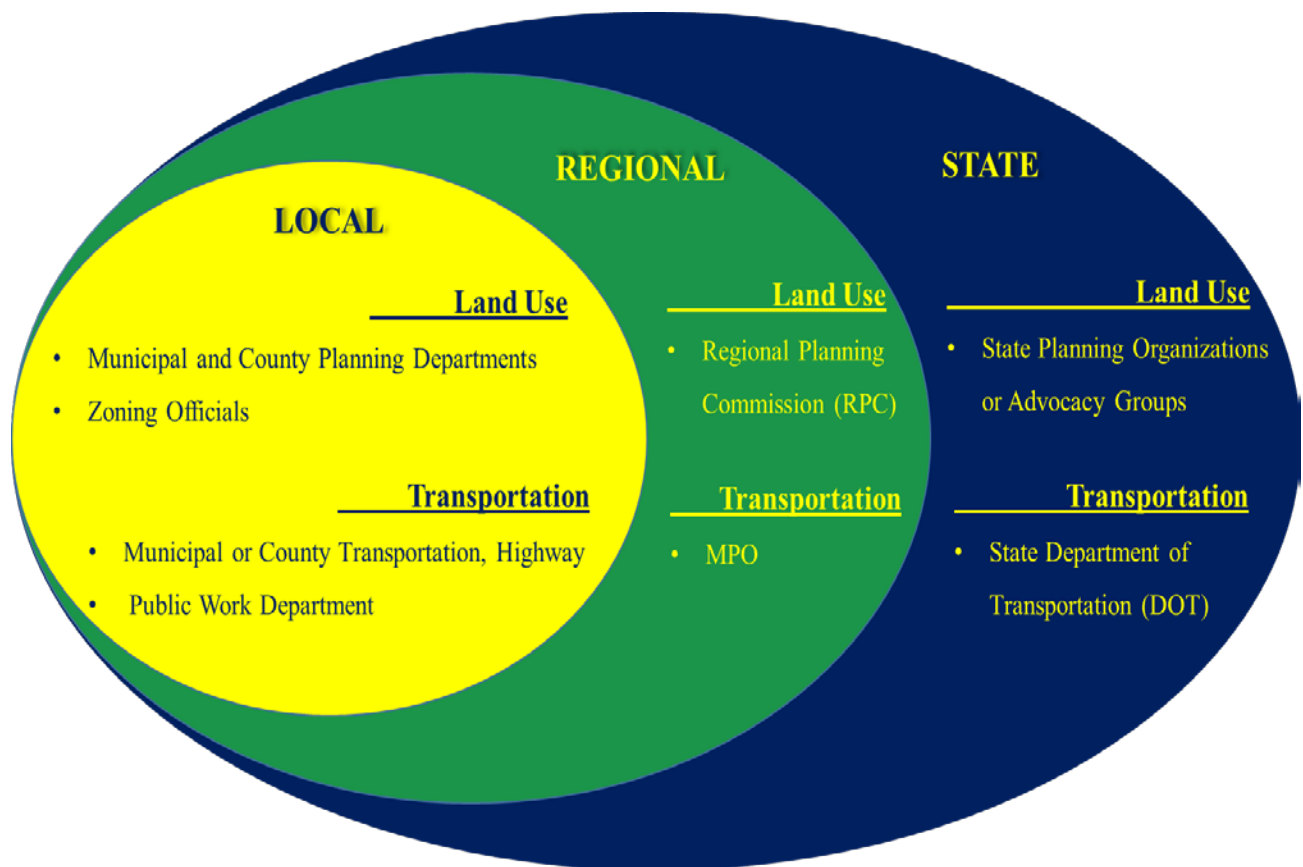 LOCAL
Land Use
• Municipal and County Planning Departments
• Zoning Officials
Transportation
• Municipal or County Transportation, Highway
• Public Work Department
REGIONAL
Land Use
• Regional Planning
Commission (RPC)
Transportation
• MPO
STATE
Land Use
• State Planning Organizations
or Advocacy Groups
Transportation
• State Department of
Transportation (DOT)